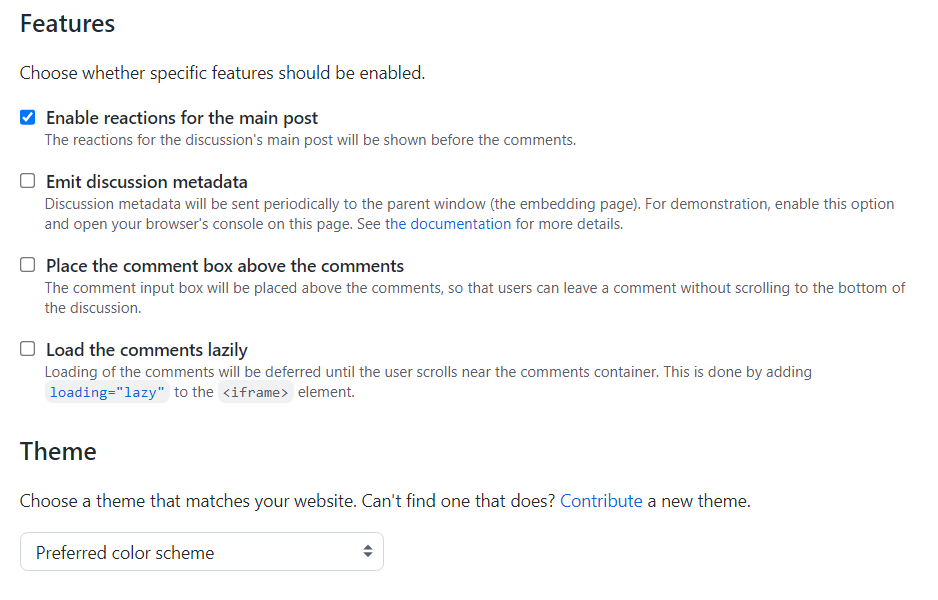 Features
Choose whether specific features should be enabled.
Enable reactions for the main post
The reactions for the discussion's main post will be shown before the comments.
Emit discussion metadata
Discussion metadata will be sent periodically to the parent window (the embedding page). For demonstration, enable this option
and open your browser's console on this page. See the documentation for more details.
Place the comment box above the comments
The comment input box will be placed above the comments, so that users can leave a comment without scrolling to the bottom of
the discussion.
Load the comments lazily
Loading of the comments will be deferred until the user scrolls near the comments container. This is done by adding
loading="lazy" to the <iframe> element.
Theme
Choose a theme that matches your website. Can't find one that does? Contribute a new theme.
Preferred color scheme